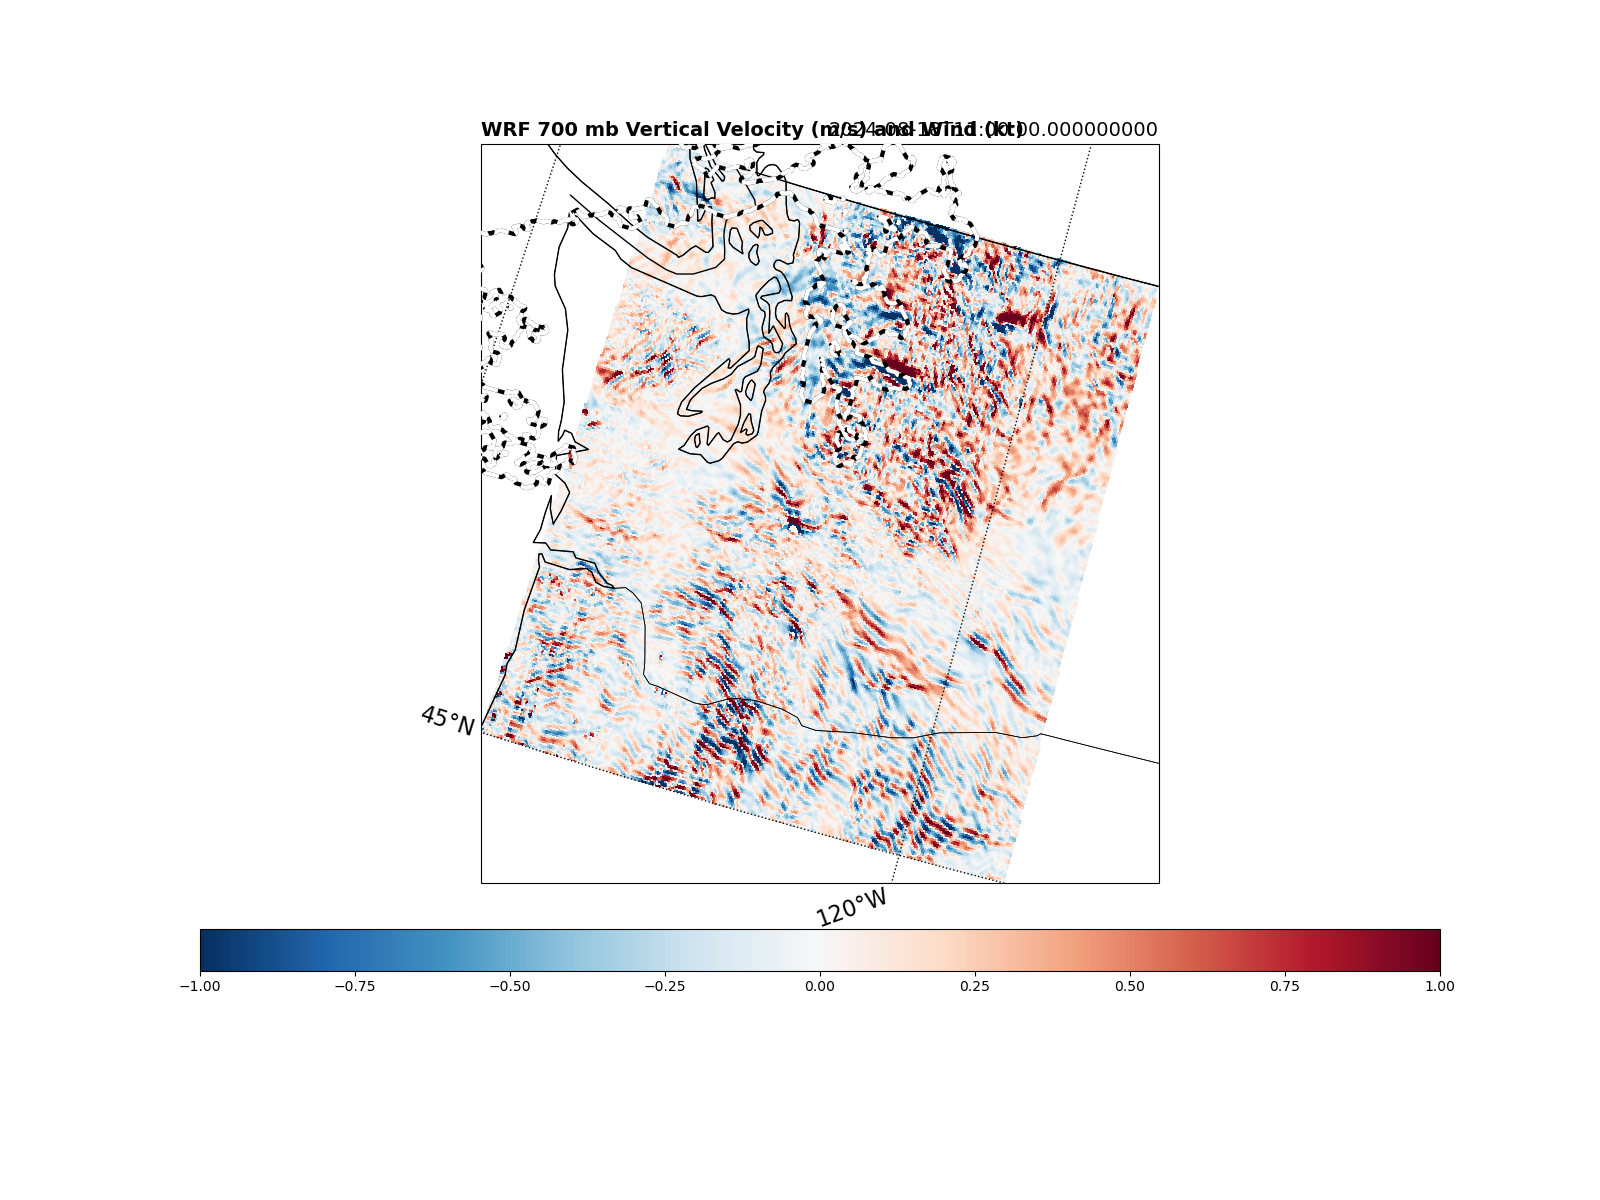 WRF 700 mb Vertical Velocity (m/s) and Wind (kt)
45°N
120°W
−1.00 −0.75 −0.50 −0.25 0.00 0.25 0.50 0.75 1.00